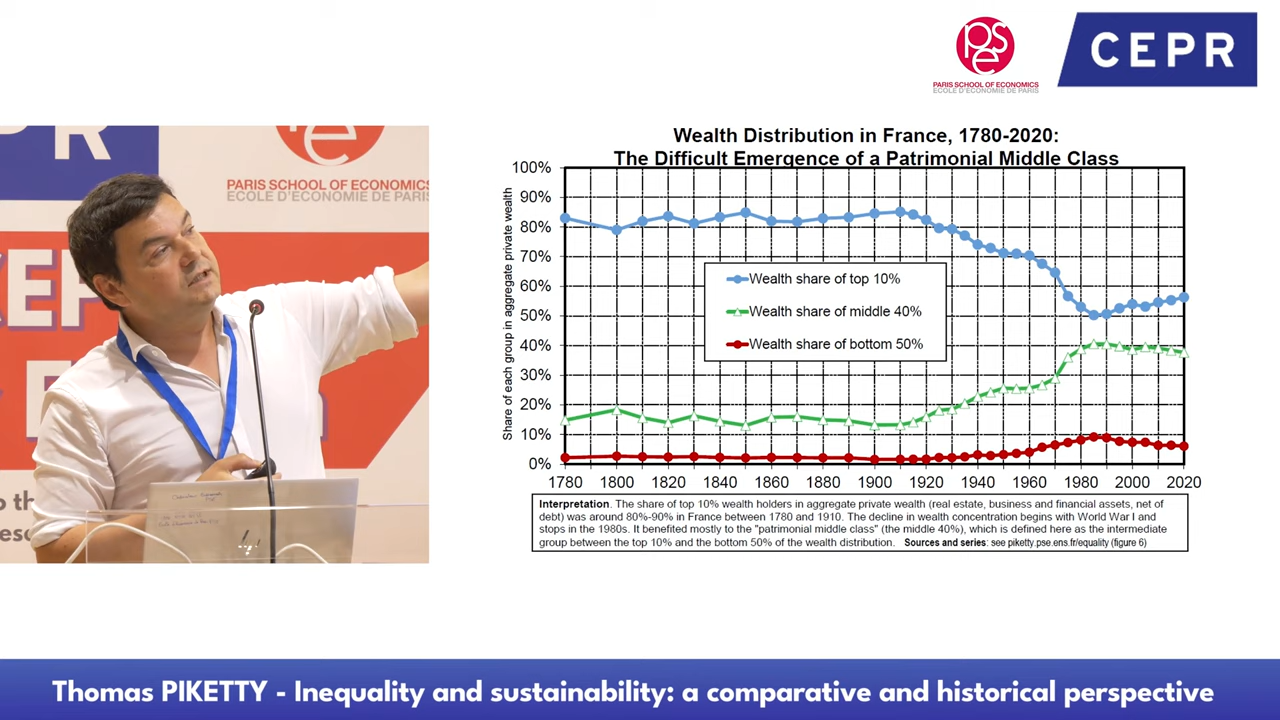 pse
PARIS SCHOOL OF ECONOMICS
ECOLE D'ECONOMIE DE PARIS
CEPR
PR
PARIS SCHOOL OF ECONOMICS
ECOLE D'ECONOMIE DE PARIS
Wealth Distribution in France, 1780-2020:
The Difficult Emergence of a Patrimonial Middle Class
Share of each group in aggregate private wealth
100%
90%
80%
70%
60%
50%
40%
30%
20%
10%
0%
Wealth share of top 10%
Wealth share of middle 40%
Wealth share of bottom 50%
1780 1800 1820 1840 1860 1880 1900 1920 1940 1960 1980 2000 2020
Interpretation. The share of top 10% wealth holders in aggregate private wealth (real estate, business and financial assets, net of
debt) was around 80%-90% in France between 1780 and 1910. The decline in wealth concentration begins with World War I and
stops in the 1980s. It benefited mostly to the "patrimonial middle class" (the middle 40%), which is defined here as the intermediate
group between the top 10% and the bottom 50% of the wealth distribution. Sources and series: see piketty.pse.ens.fr/equality (figure 6)
Thomas PIKETTY - Inequality and sustainability: a comparative and historical perspective